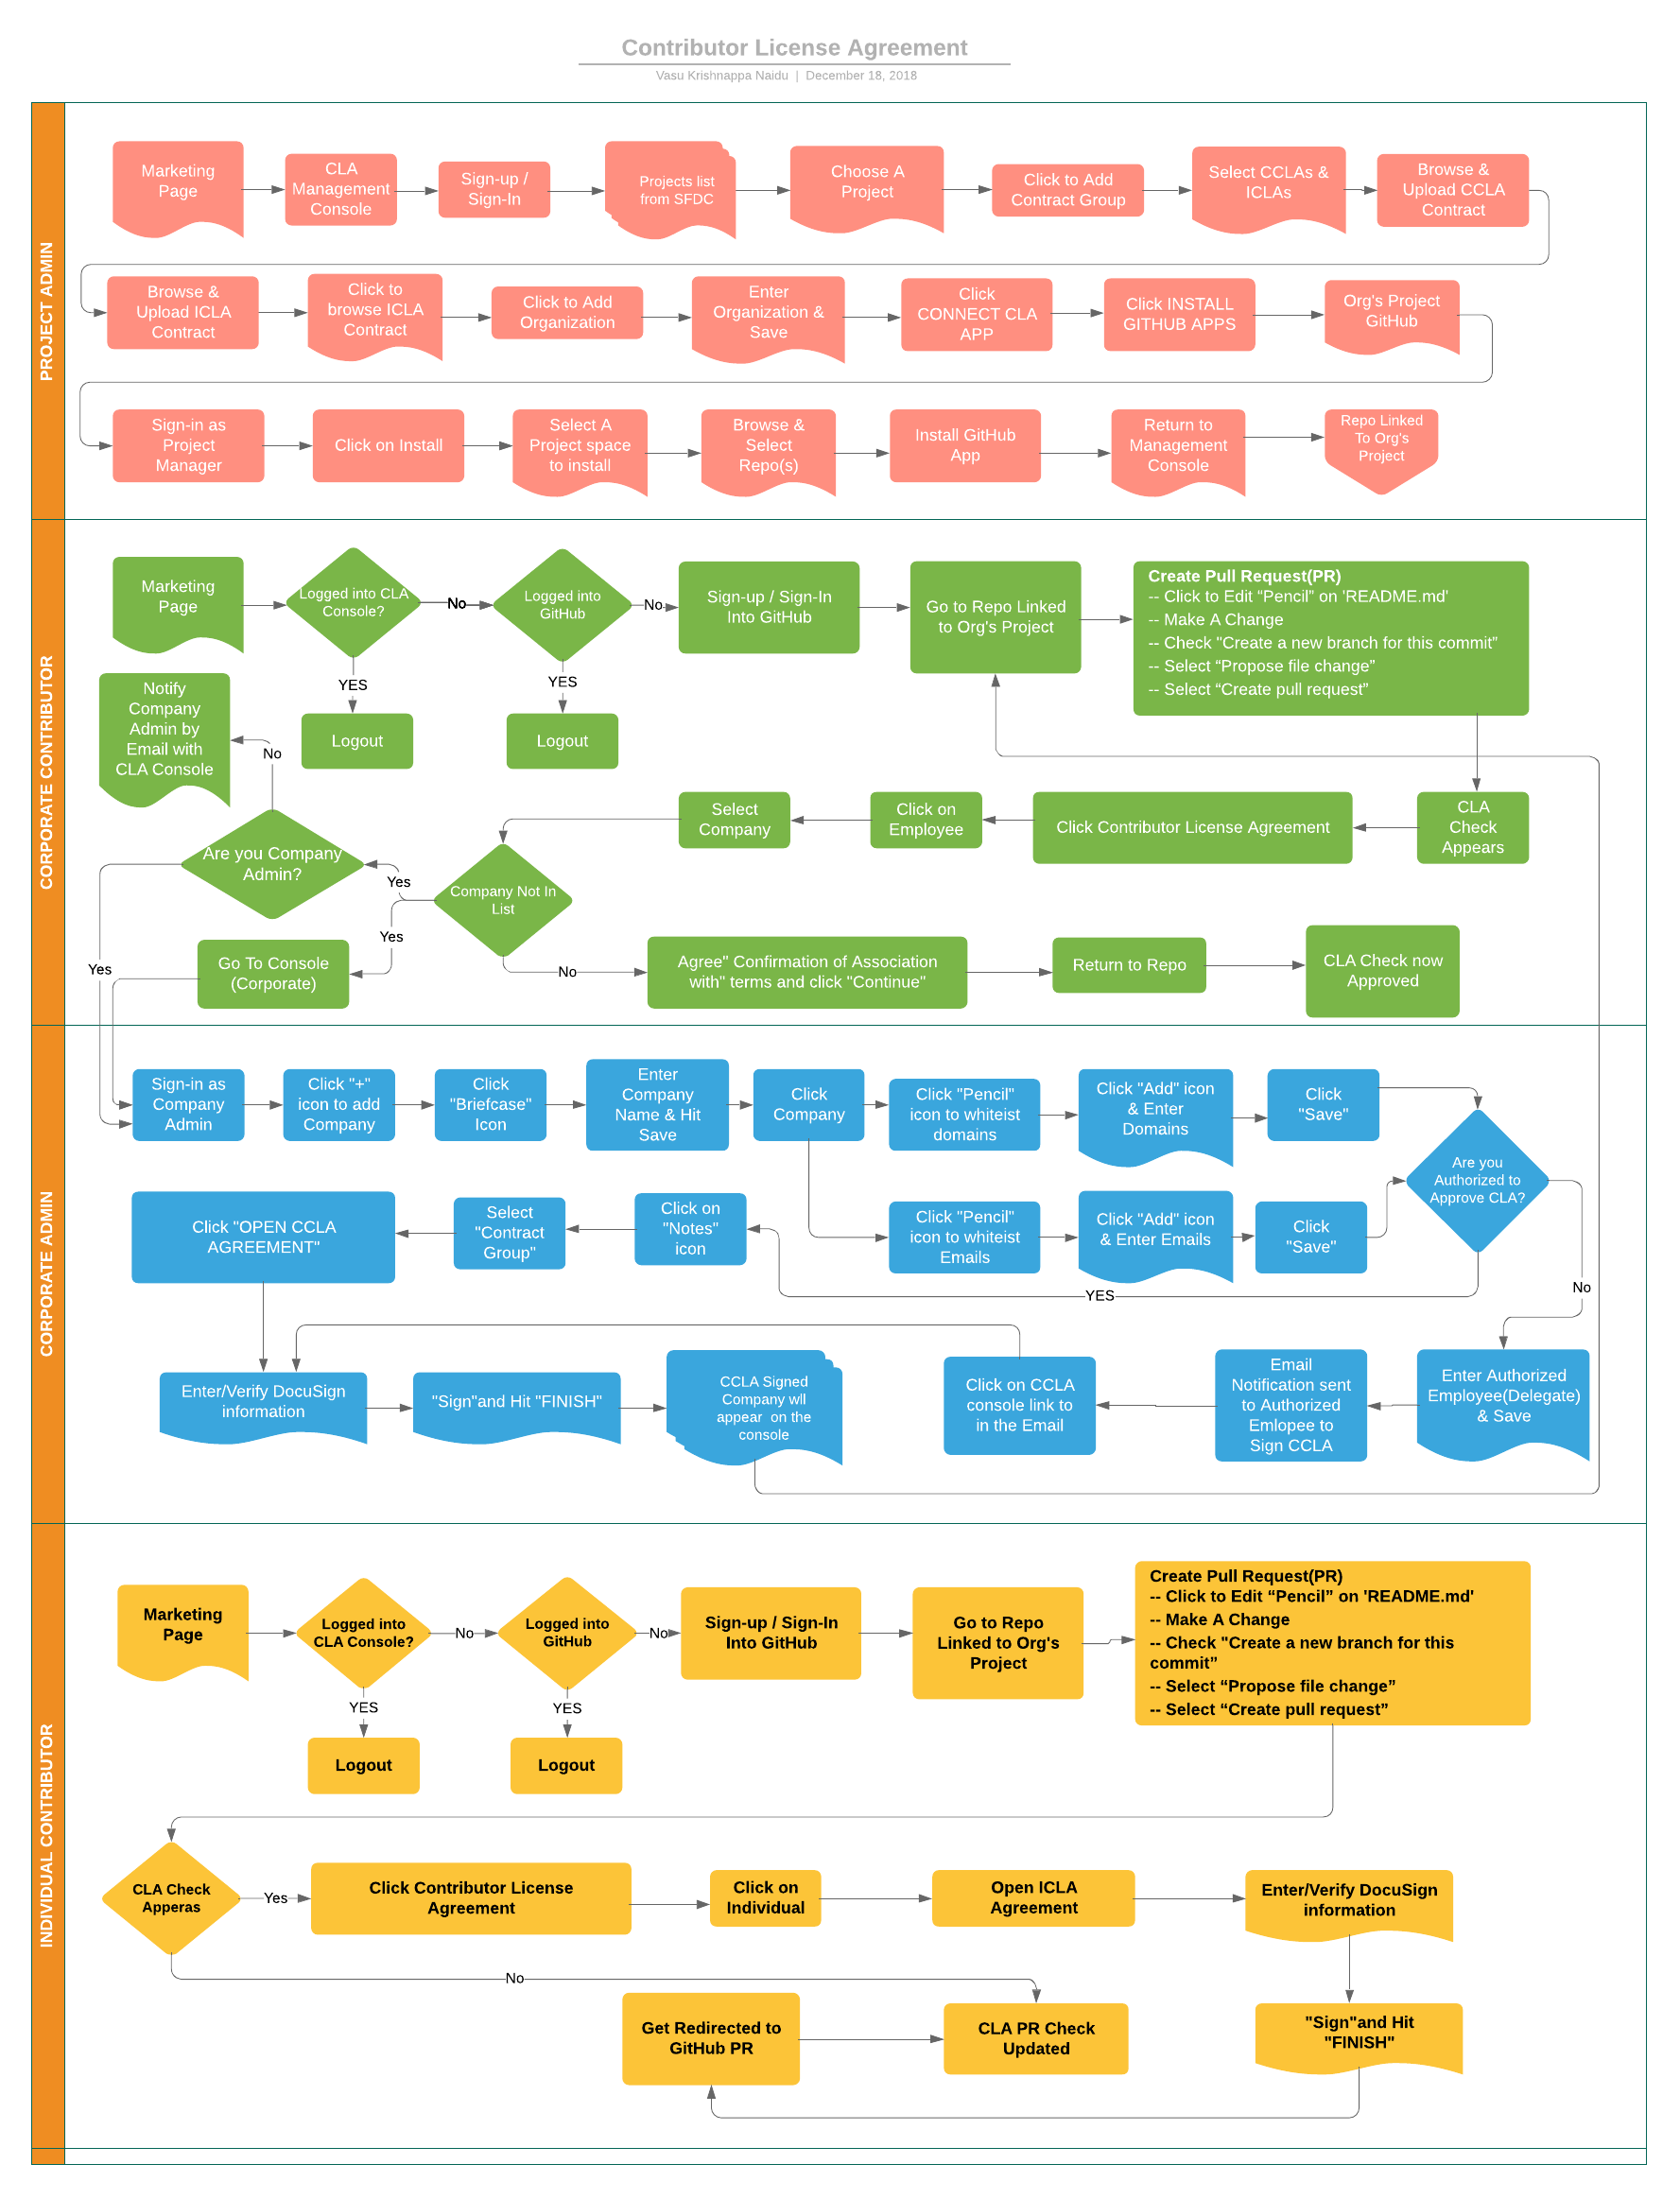 Contributor License Agreement
Vasu Krishnappa Naidu | December 18, 2018
PROJECT ADMIN
Marketing
Page
CLA
Management
Console
Sign-up /
Sign-In
Projects list
from SFDC
Choose A
Project
Click to Add
Contract Group
Select CCLAs &
ICLAs
Browse &
Upload CCLA
Contract
Browse &
Upload ICLA
Contract
Click to
browse ICLA
Contract
Click to Add
Organization
Enter
Organization &
Save
Click
CONNECT CLA
APP
Click INSTALL
GITHUB APPS
Org's Project
GitHub
Sign-in as
Project
Manager
Click on Install
Select A
Project space
to install
Browse &
Select
Repo(s)
Install GitHub
App
Return to
Management
Console
Repo Linked
To Org's
Project
CORPORATE CONTRIBUTOR
Marketing
Page
Logged into CLA
Console?
No
Logged into
GitHub
No
Sign-up / Sign-In
Into GitHub
Go to Repo Linked
to Org's Project
Create Pull Request(PR)
-- Click to Edit “Pencil” on 'README.md'
-- Make A Change
-- Check "Create a new branch for this commit”
-- Select “Propose file change”
-- Select “Create pull request”
YES
YES
Logout
Logout
Notify
Company
Admin by
Email with
CLA Console
No
Select
Company
Click on
Employee
Click Contributor License Agreement
CLA
Check
Appears
Are you Company
Admin?
Yes
Company Not In
List
Yes
Yes
Go To Console
(Corporate)
No
Agree" Confirmation of Association
with" terms and click "Continue"
Return to Repo
CLA Check now
Approved
CORPORATE ADMIN
Sign-in as
Company
Admin
Click "+"
icon to add
Company
Click
"Briefcase"
Icon
Enter
Company
Name & Hit
Save
Click
Company
Click "Pencil"
icon to whiteist
domains
Click "Add" icon
& Enter
Domains
Click
"Save"
Are you
Authorized to
Approve CLA?
Click "OPEN CCLA
AGREEMENT"
Select
"Contract
Group"
Click on
"Notes"
icon
Click "Pencil"
icon to whiteist
Emails
Click "Add" icon
& Enter Emails
Click
"Save"
YES
No
Enter/Verify DocuSign
information
"Sign"and Hit "FINISH"
CCLA Signed
Company wll
appear on the
console
Click on CCLA
console link to
in the Email
Email
Notification sent
to Authorized
Emlopee to
Sign CCLA
Enter Authorized
Employee(Delegate)
& Save
INDIVIDUAL CONTRIBUTOR
Marketing
Page
Logged into
CLA Console?
No
Logged into
GitHub
No
Sign-up / Sign-In
Into GitHub
Go to Repo
Linked to Org's
Project
Create Pull Request(PR)
-- Click to Edit “Pencil” on 'README.md'
-- Make A Change
-- Check "Create a new branch for this
commit”
-- Select “Propose file change”
-- Select “Create pull request”
YES
YES
Logout
Logout
CLA Check
Apperas
Yes
Click Contributor License
Agreement
Click on
Individual
Open ICLA
Agreement
Enter/Verify DocuSign
information
No
Get Redirected to
GitHub PR
CLA PR Check
Updated
"Sign"and Hit
"FINISH"